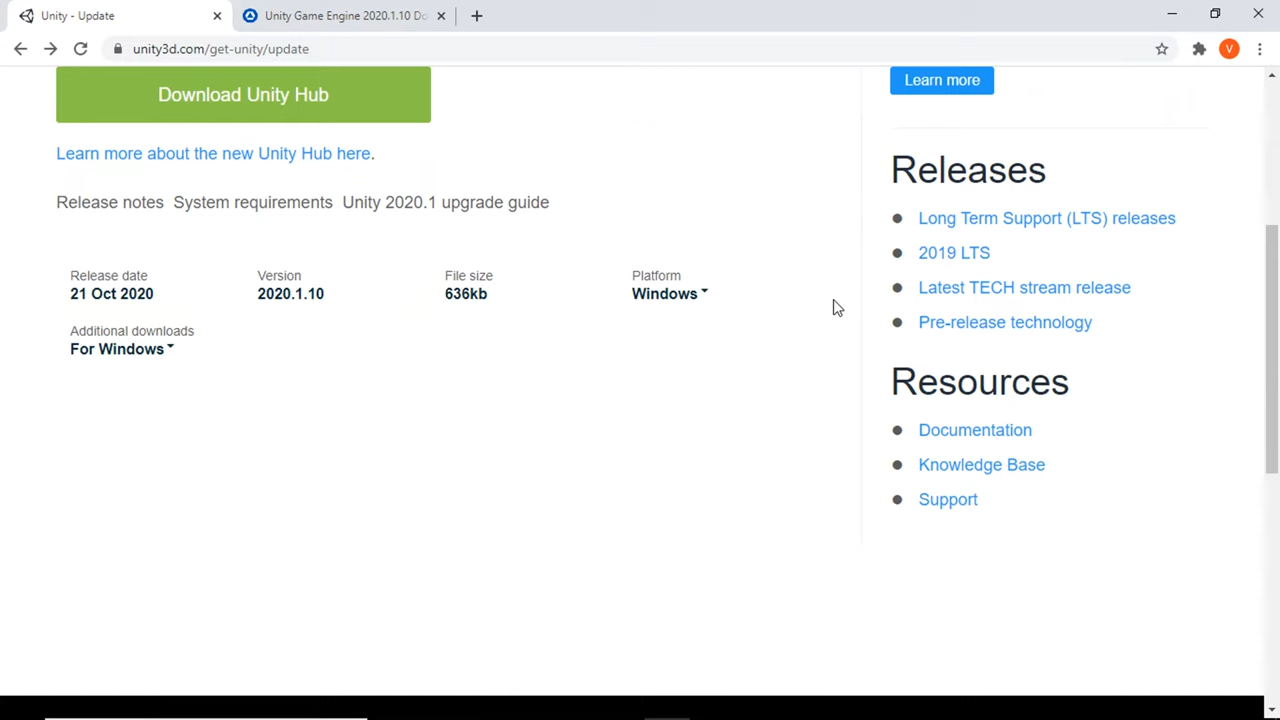 Unity - Update
Unity Game Engine 2020.1.10 Do
unity3d.com/get-unity/update
V
Download Unity Hub
Learn more about the new Unity Hub here.
Release notes System requirements Unity 2020.1 upgrade guide
Release date
21 Oct 2020
Version
2020.1.10
File size
636kb
Platform
Windows
Additional downloads
For Windows
Learn more
Releases
Long Term Support (LTS) releases
2019 LTS
Latest TECH stream release
Pre-release technology
Resources
Documentation
Knowledge Base
Support